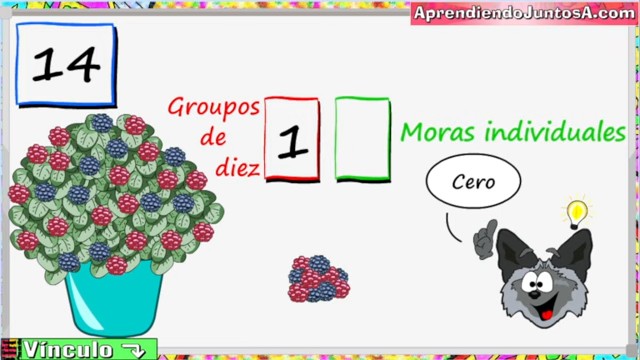 AprendiendoJuntosA.com
14
Groupos
de
diez
1
Moras individuales
Cero
Vínculo